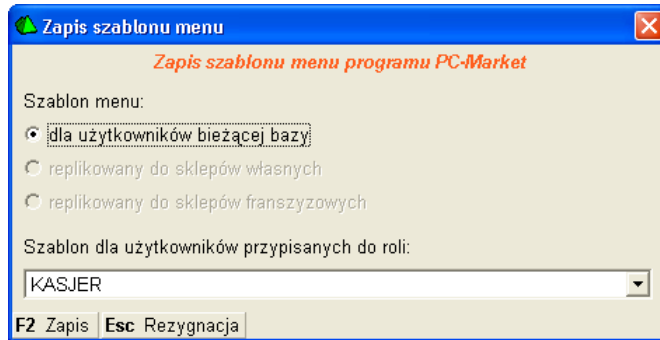 Zapis szablonu menu
Zapis szablonu menu programu PC-Market
Szablon menu:
dla użytkowników bieżącej bazy
replikowany do sklepów własnych
replikowany do sklepów franszyzowych
Szablon dla użytkowników przypisanych do roli:
KASJER
F2 Zapis Esc Rezygnacja